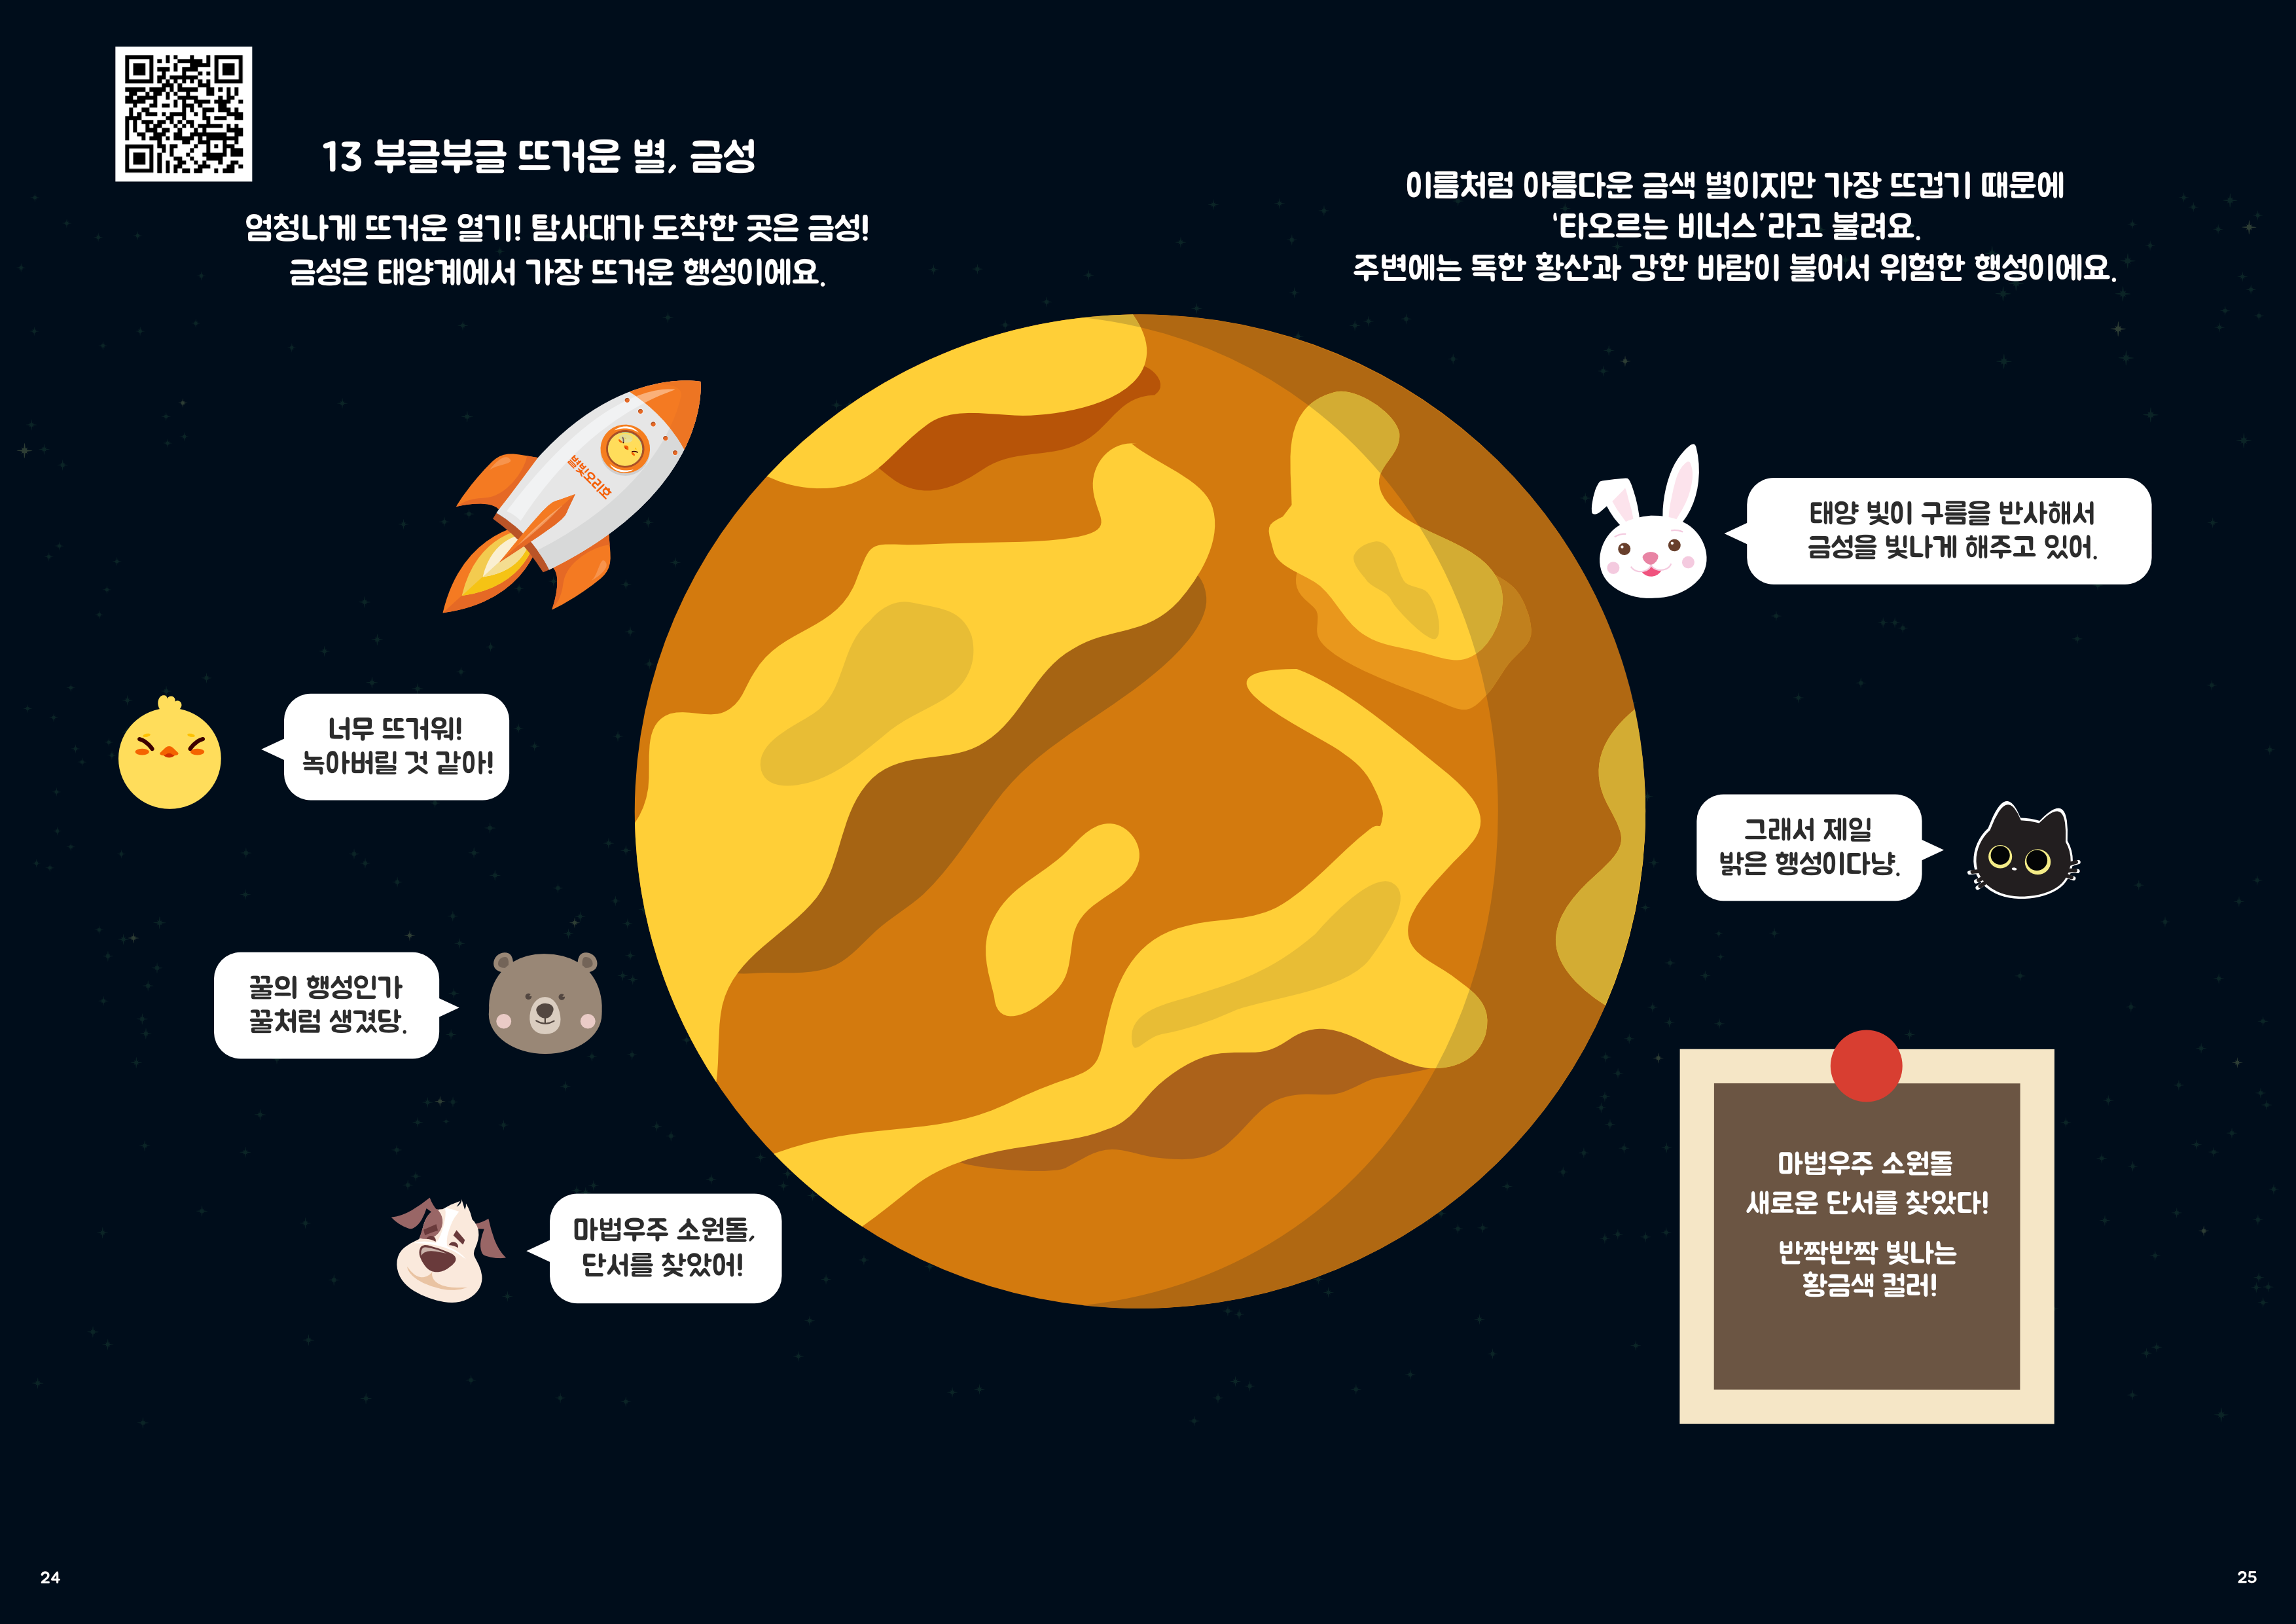 13 부글부글 뜨거운 별, 금성
엄청나게 뜨거운 열기! 탐사대가 도착한 곳은 금성!
금성은 태양계에서 가장 뜨거운 행성이에요.
이름처럼 아름다운 금색 별이지만 가장 뜨겁기 때문에
‘타오르는 비너스’라고 불려요.
주변에는 독한 황산과 강한 바람이 불어서 위험한 행성이에요.
별빛오리호
너무 뜨거워!
녹아버릴 것 같아!
꿀의 행성인가
꿀처럼 생겼당.
마법우주 소원돌,
단서를 찾았어!
태양 빛이 구름을 반사해서
금성을 빛나게 해주고 있어.
그래서 제일
밝은 행성이다냥.
마법우주 소원돌
새로운 단서를 찾았다!
반짝반짝 빛나는
황금색 컬러!
24
25